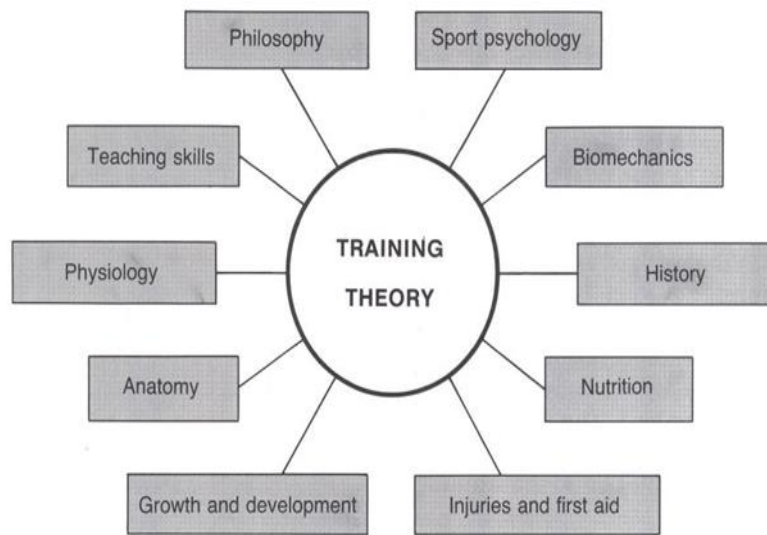 Philosophy
Sport psychology
Teaching skills
Biomechanics
Physiology
TRAINING
THEORY
History
Anatomy
Nutrition
Growth and development
Injuries and first aid